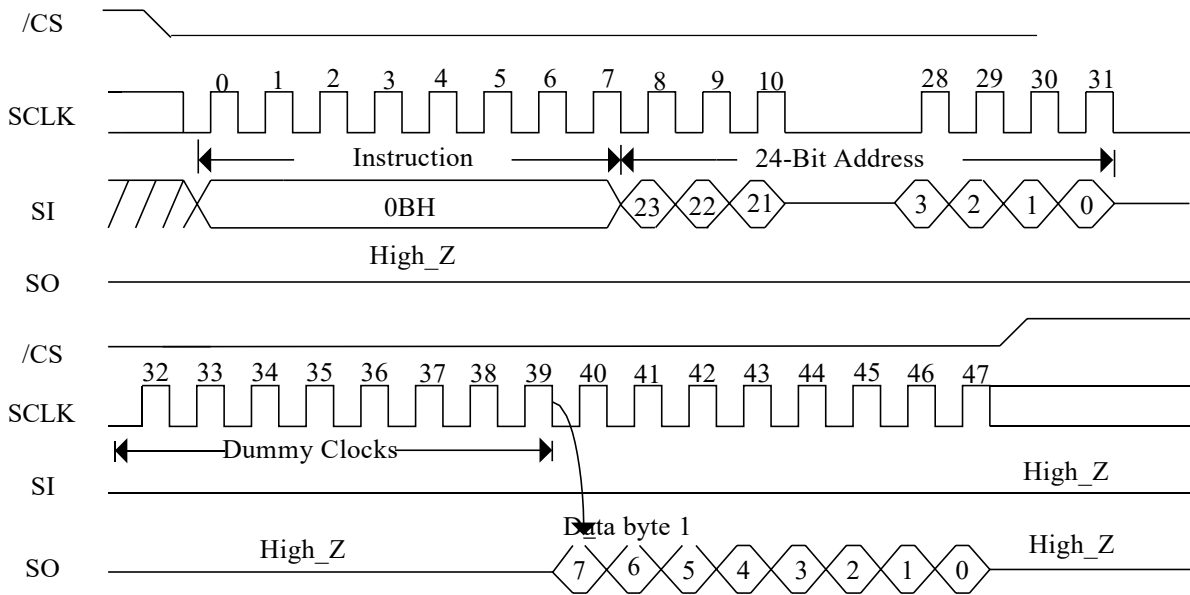 /CS
0 1 2 3 4 5 6 7 8 9 10 28 29 30 31
SCLK
Instruction 24-Bit Address
SI 0BH 23 22 21 3 2 1 0
High_Z
SO
/CS
32 33 34 35 36 37 38 39 40 41 42 43 44 45 46 47
SCLK
Dummy Clocks
High_Z
SI
Data byte 1
High_Z High_Z
SO 7 6 5 4 3 2 1 0